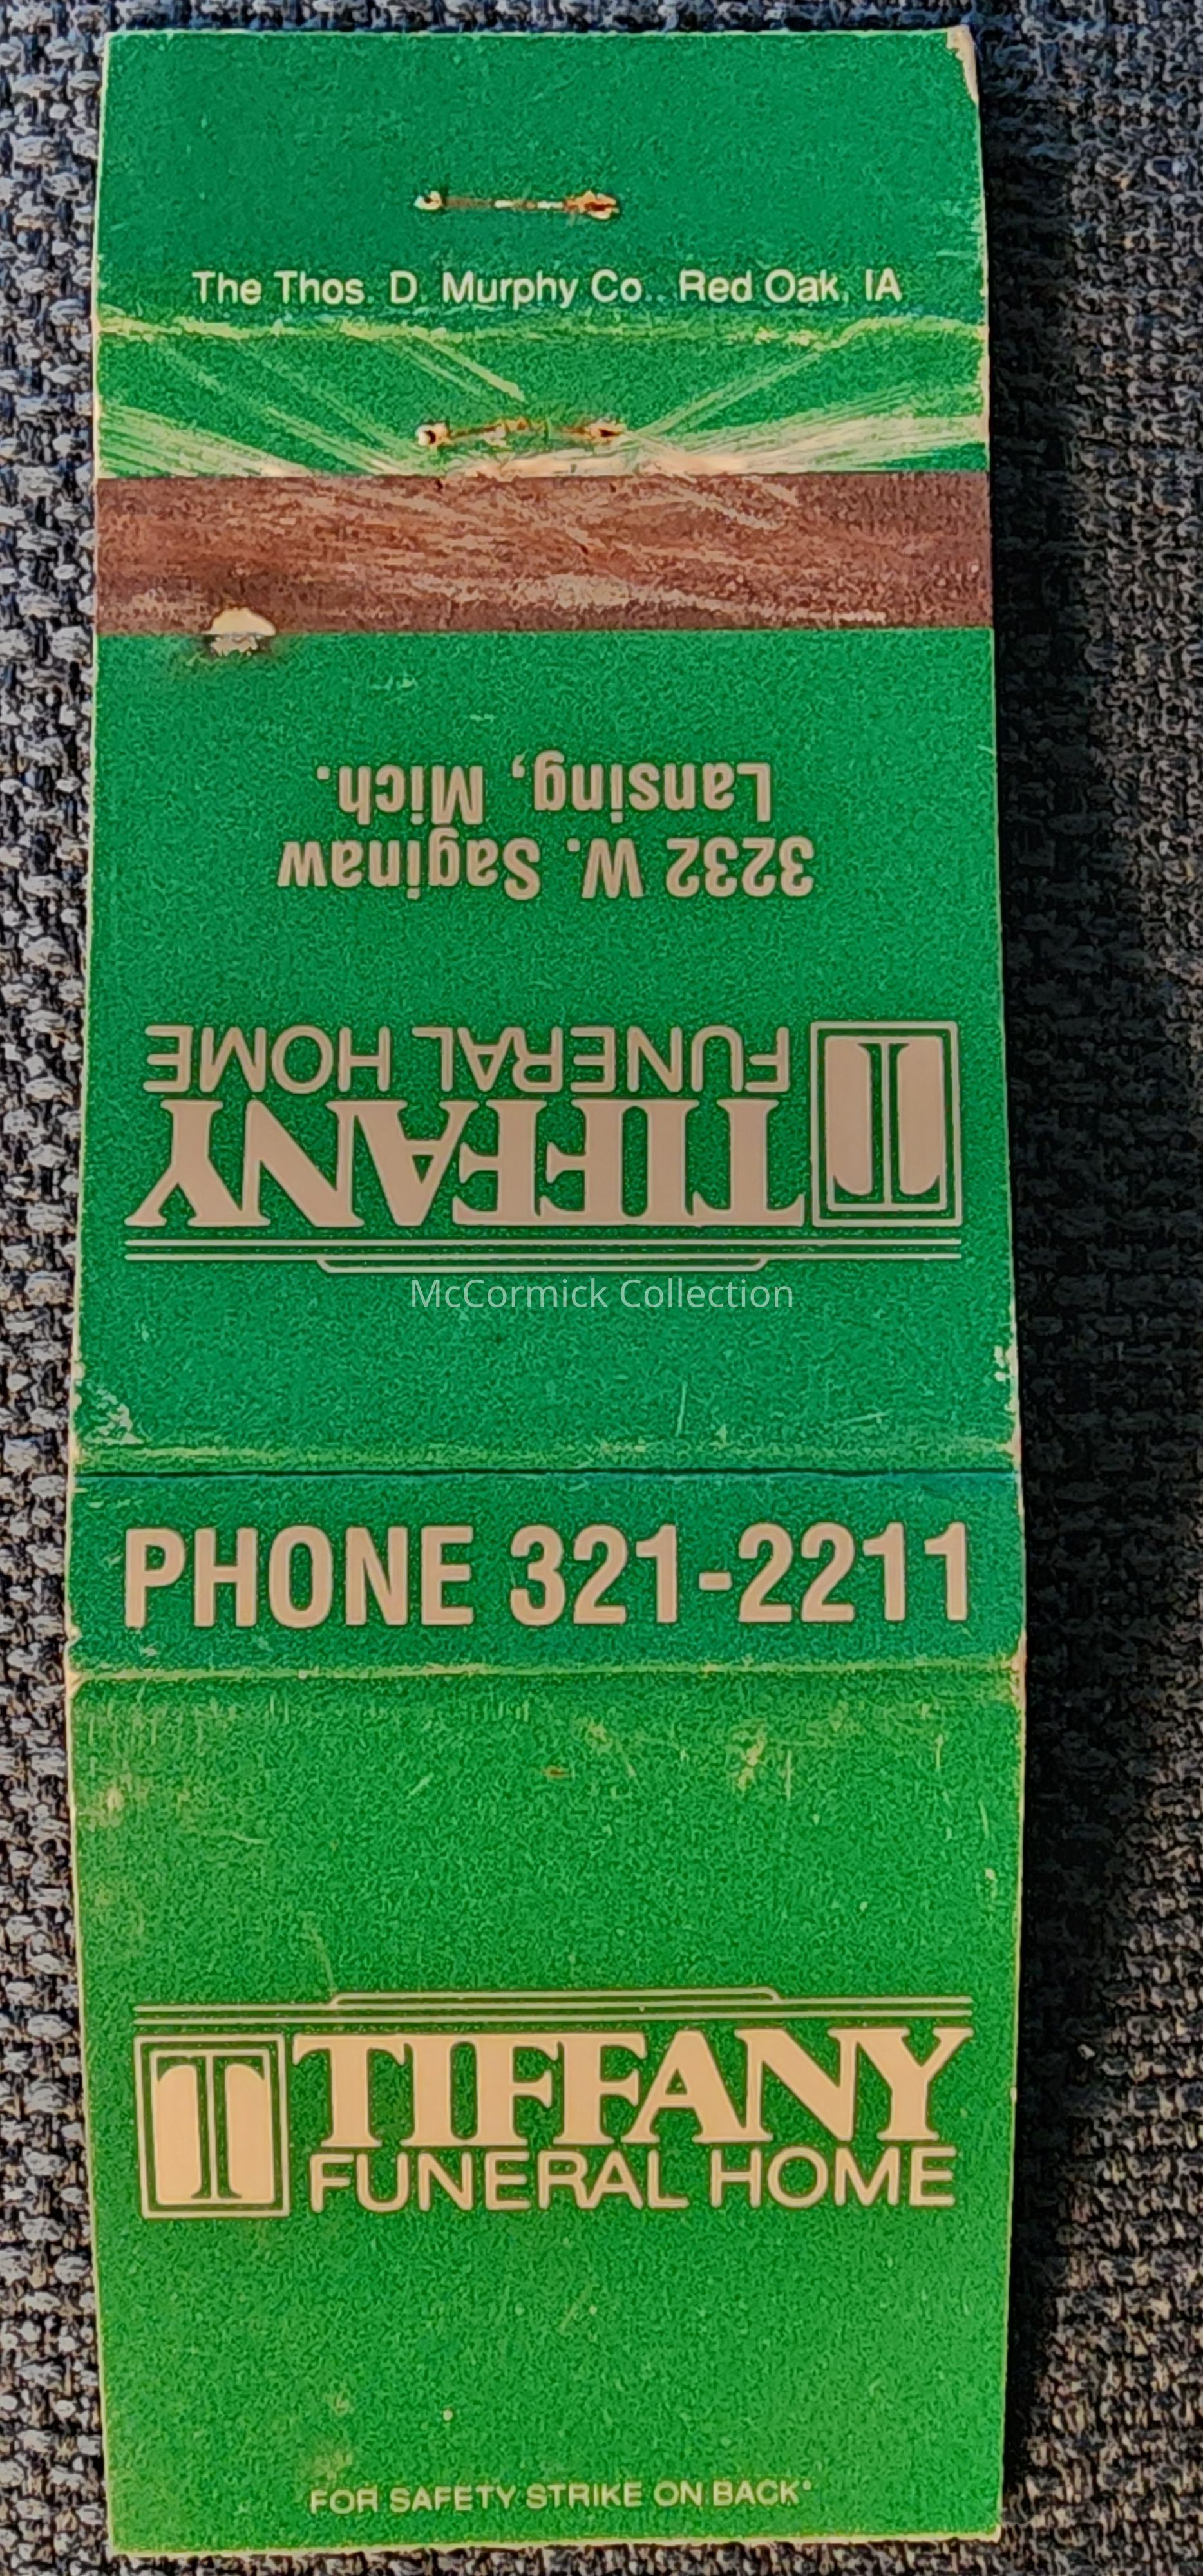 The Thos. D. Murphy Co., Red Oak, IA
TIFFANY
FUNERAL HOME
3232 W. Saginaw
Lansing, Mich.
McCormick Collection
PHONE 321-2211
T TIFFANY
FUNERAL HOME
FOR SAFETY STRIKE ON BACK